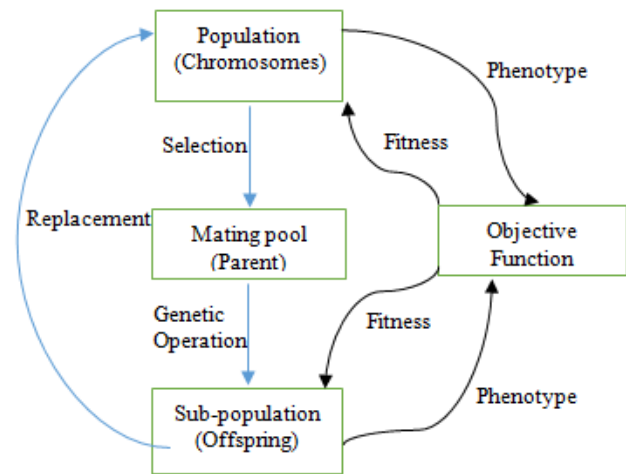 Population
(Chromosomes)
Phenotype
Selection
Fitness
Replacement
Mating pool
(Parent)
Objective
Function
Genetic
Operation
Fitness
Sub-population
(Offspring)
Phenotype